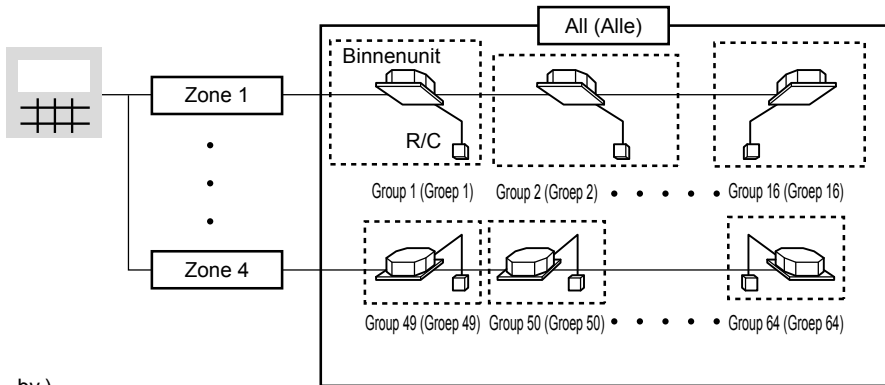 All (Alle)
Binnenunit
Zone 1
R/C
Group 1 (Groep 1) Group 2 (Groep 2) • • • • • Group 16 (Groep 16)
Zone 4
Group 49 (Groep 49) Group 50 (Groep 50) • • • • • Group 64 (Groep 64)
bv.)